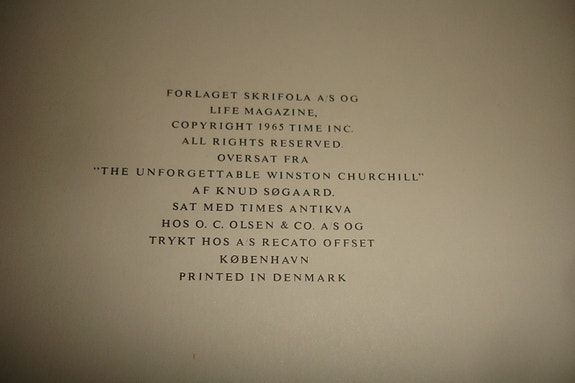 FORLAGET SKRIFOLA A/S OG
LIFE MAGAZINE,
COPYRIGHT 1965 TIME INC.
ALL RIGHTS RESERVED.
OVERSAT FRA
"THE UNFORGETTABLE WINSTON CHURCHILL"
AF KNUD SØGAARD.
SAT MED TIMES ANTIKVA
HOS O. C. OLSEN & CO. A/S OG
TRYKT HOS A/S RECATO OFFSET
KØBENHAVN
PRINTED IN DENMARK